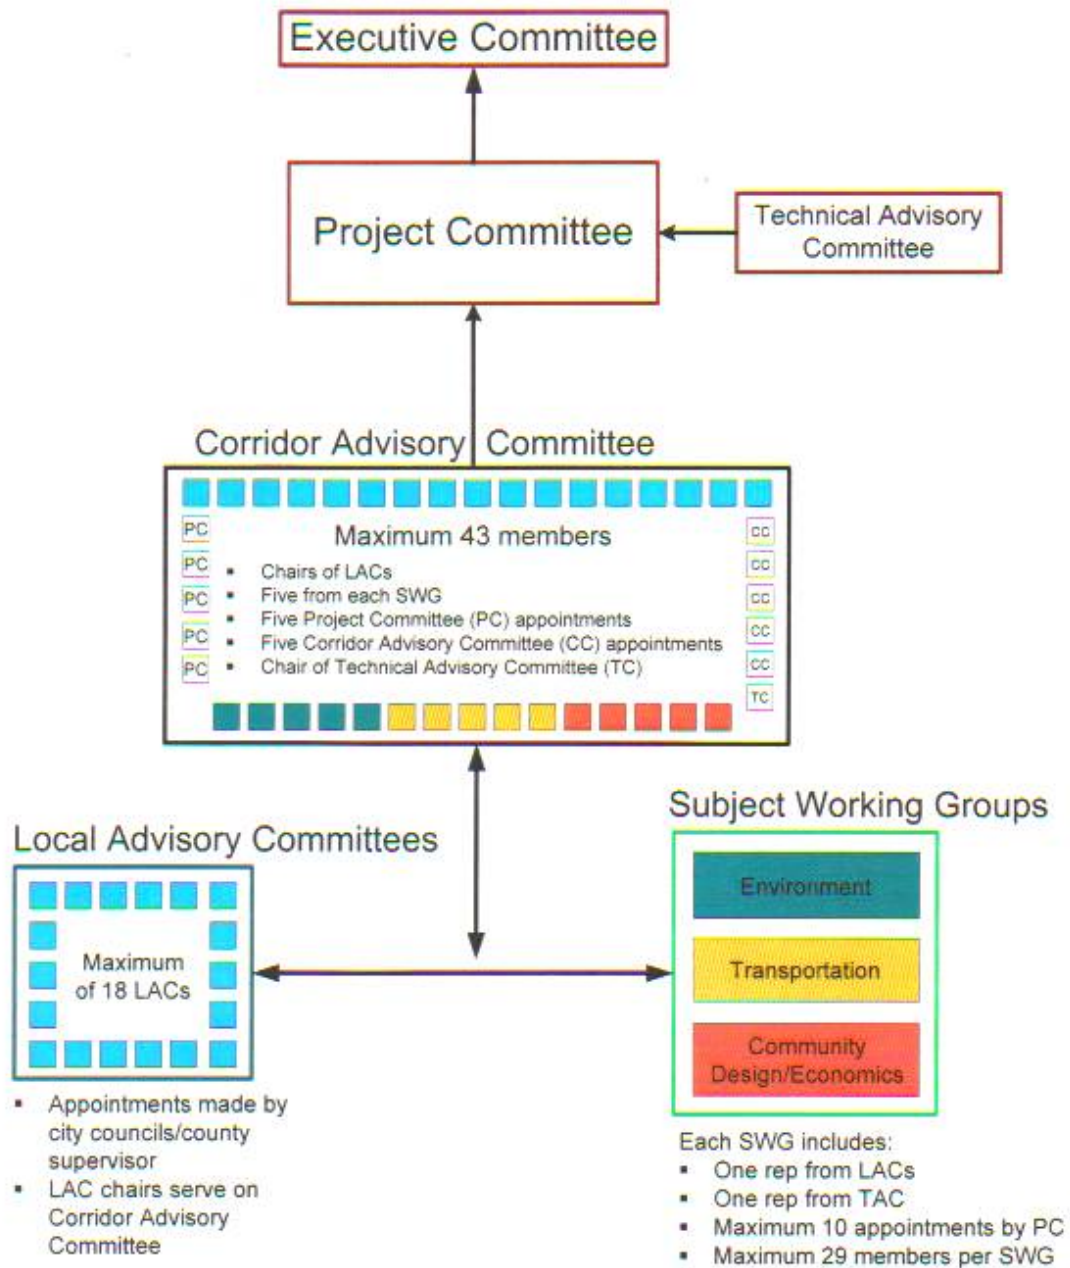 Executive Committee
Project Committee
Technical Advisory
Committee
Corridor Advisory Committee
PC
PC
PC
PC
PC
Maximum 43 members
▪ Chairs of LACs
▪ Five from each SWG
▪ Five Project Committee (PC) appointments
▪ Five Corridor Advisory Committee (CC) appointments
▪ Chair of Technical Advisory Committee (TC)
CC
CC
CC
CC
CC
TC
Local Advisory Committees
Maximum
of 18 LACs
▪ Appointments made by
city councils/county
supervisor
▪ LAC chairs serve on
Corridor Advisory
Committee
Subject Working Groups
Environment
Transportation
Community
Design/Economics
Each SWG includes:
▪ One rep from LACs
▪ One rep from TAC
▪ Maximum 10 appointments by PC
▪ Maximum 29 members per SWG